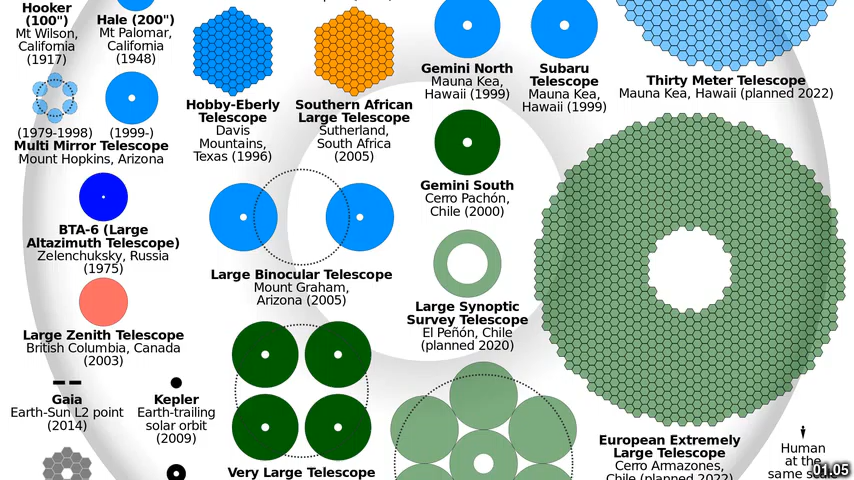 Hooker
(100")
Mt Wilson,
California
(1917)
Hale (200")
Mt Palomar,
California
(1948)
(1979-1998)
(1999-)
Multi Mirror Telescope
Mount Hopkins, Arizona
BTA-6 (Large
Altazimuth Telescope)
Zelenchuksky, Russia
(1975)
Large Zenith Telescope
British Columbia, Canada
(2003)
Gaia
Earth-Sun L2 point
(2014)
Kepler
Earth-trailing
solar orbit
(2009)
Hobby-Eberly
Telescope
Davis
Mountains,
Texas (1996)
Southern African
Large Telescope
Sutherland,
South Africa
(2005)
Large Binocular Telescope
Mount Graham,
Arizona (2005)
Very Large Telescope
Gemini North
Mauna Kea,
Hawaii (1999)
Subaru
Telescope
Mauna Kea,
Hawaii (1999)
Gemini South
Cerro Pachón,
Chile (2000)
Large Synoptic
Survey Telescope
El Peñón, Chile
(planned 2020)
Thirty Meter Telescope
Mauna Kea, Hawaii (planned 2022)
European Extremely
Large Telescope
Cerro Armazones,
Chile (planned 2022)
Human
at the
same scale
01:05